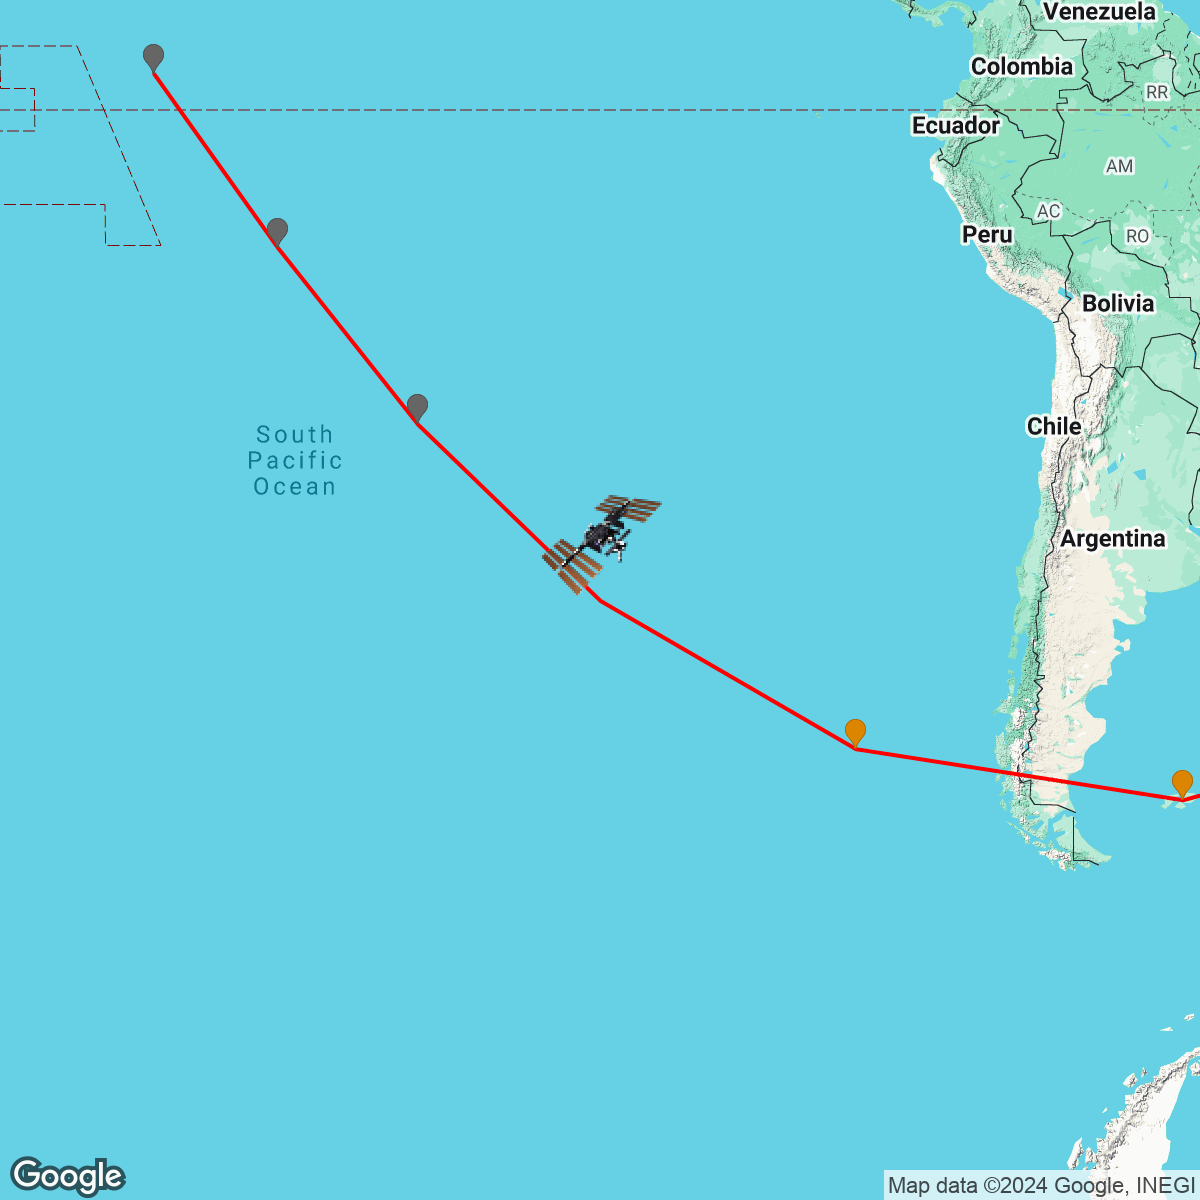 Venezuela
Colombia
RR
Ecuador
AM
AC
Peru
RO
Bolivia
Chile
South
Pacific
Ocean
Argentina
Google
Map data ©2024 Google, INEGI